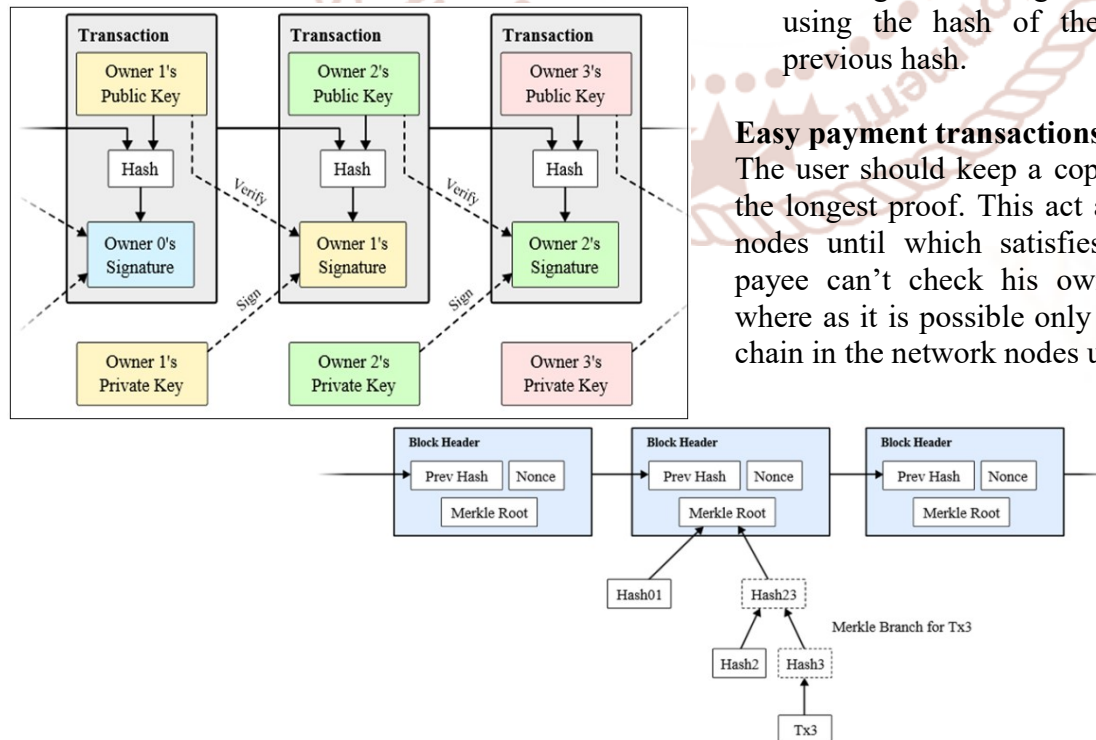 Transaction
Owner 1's
Public Key
Hash
Owner 0's
Signature
Owner 1's
Private Key
Transaction
Owner 2's
Public Key
Hash
Verify
Owner 1's
Signature
Sign
Owner 2's
Private Key
Transaction
Owner 3's
Public Key
Hash
Verify
Owner 2's
Signature
Sign
Owner 3's
Private Key
using the hash of the
previous hash.
Easy payment transactions
The user should keep a cop
the longest proof. This act a
nodes until which satisfies
payee can’t check his ow
where as it is possible only
chain in the network nodes u
Block Header
Prev Hash
Nonce
Merkle Root
Block Header
Prev Hash
Nonce
Merkle Root
Block Header
Prev Hash
Nonce
Merkle Root
Hash01
Hash23
Merkle Branch for Tx3
Hash2
Hash3
Tx3